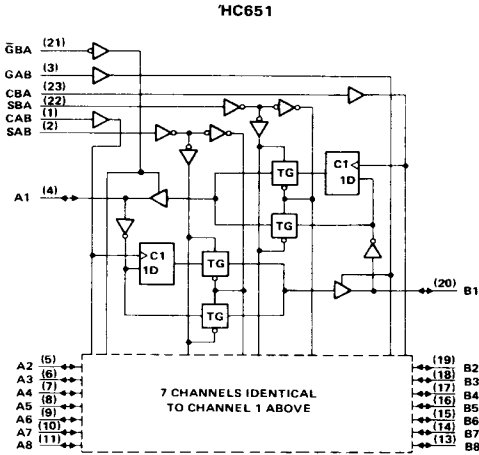 'HC651
G̅BA (21)
GAB (3)
CBA (23)
SBA (22)
CAB (1)
SAB (2)
A1 (4)
TG
C1
1D
TG
C1
1D
TG
TG
(20) B1
A2 (5)
A3 (6)
A4 (7)
A5 (8)
A6 (9)
A7 (10)
A8 (11)
7 CHANNELS IDENTICAL
TO CHANNEL 1 ABOVE
(19) B2
(18) B3
(17) B4
(16) B5
(15) B6
(14) B7
(13) B8